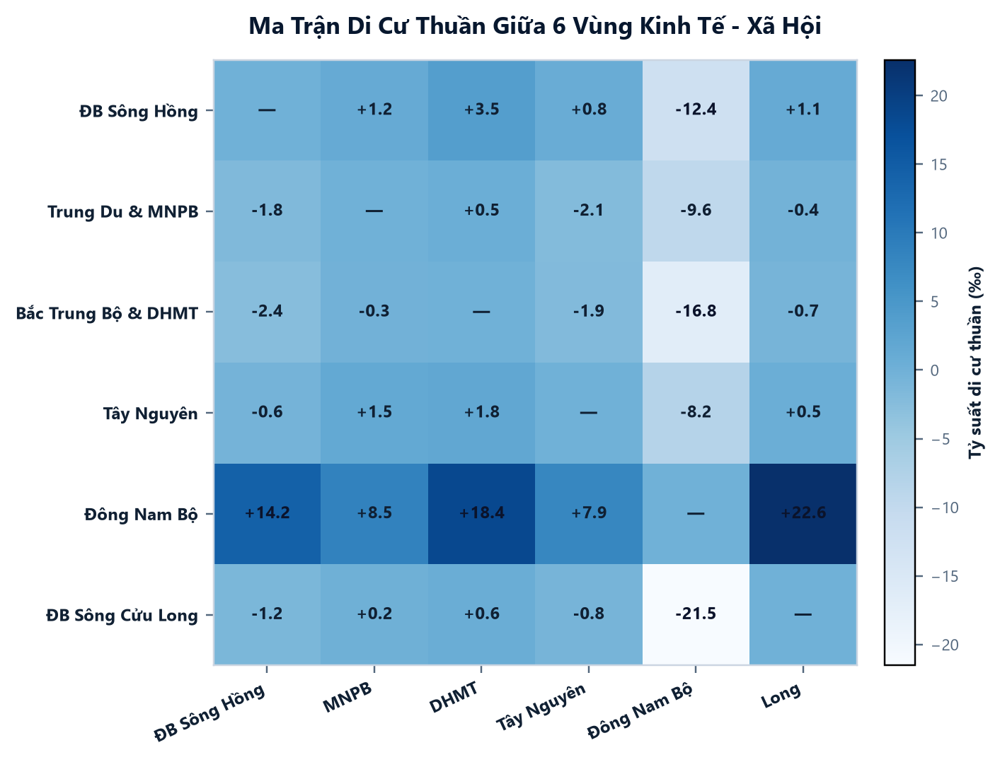 Ma Trận Di Cư Thuần Giữa 6 Vùng Kinh Tế - Xã Hội
ĐB Sông Hồng — +1.2 +3.5 +0.8 -12.4 +1.1
Trung Du & MNPB -1.8 — +0.5 -2.1 -9.6 -0.4
Bắc Trung Bộ & DHMT -2.4 -0.3 — -1.9 -16.8 -0.7
Tây Nguyên -0.6 +1.5 +1.8 — -8.2 +0.5
Đông Nam Bộ +14.2 +8.5 +18.4 +7.9 — +22.6
ĐB Sông Cửu Long -1.2 +0.2 +0.6 -0.8 -21.5 —
ĐB Sông Hồng MNPB DHMT Tây Nguyên Đông Nam Bộ Long
20
15
10
5
0
−5
−10
−15
−20
Tỷ suất di cư thuần (‰)